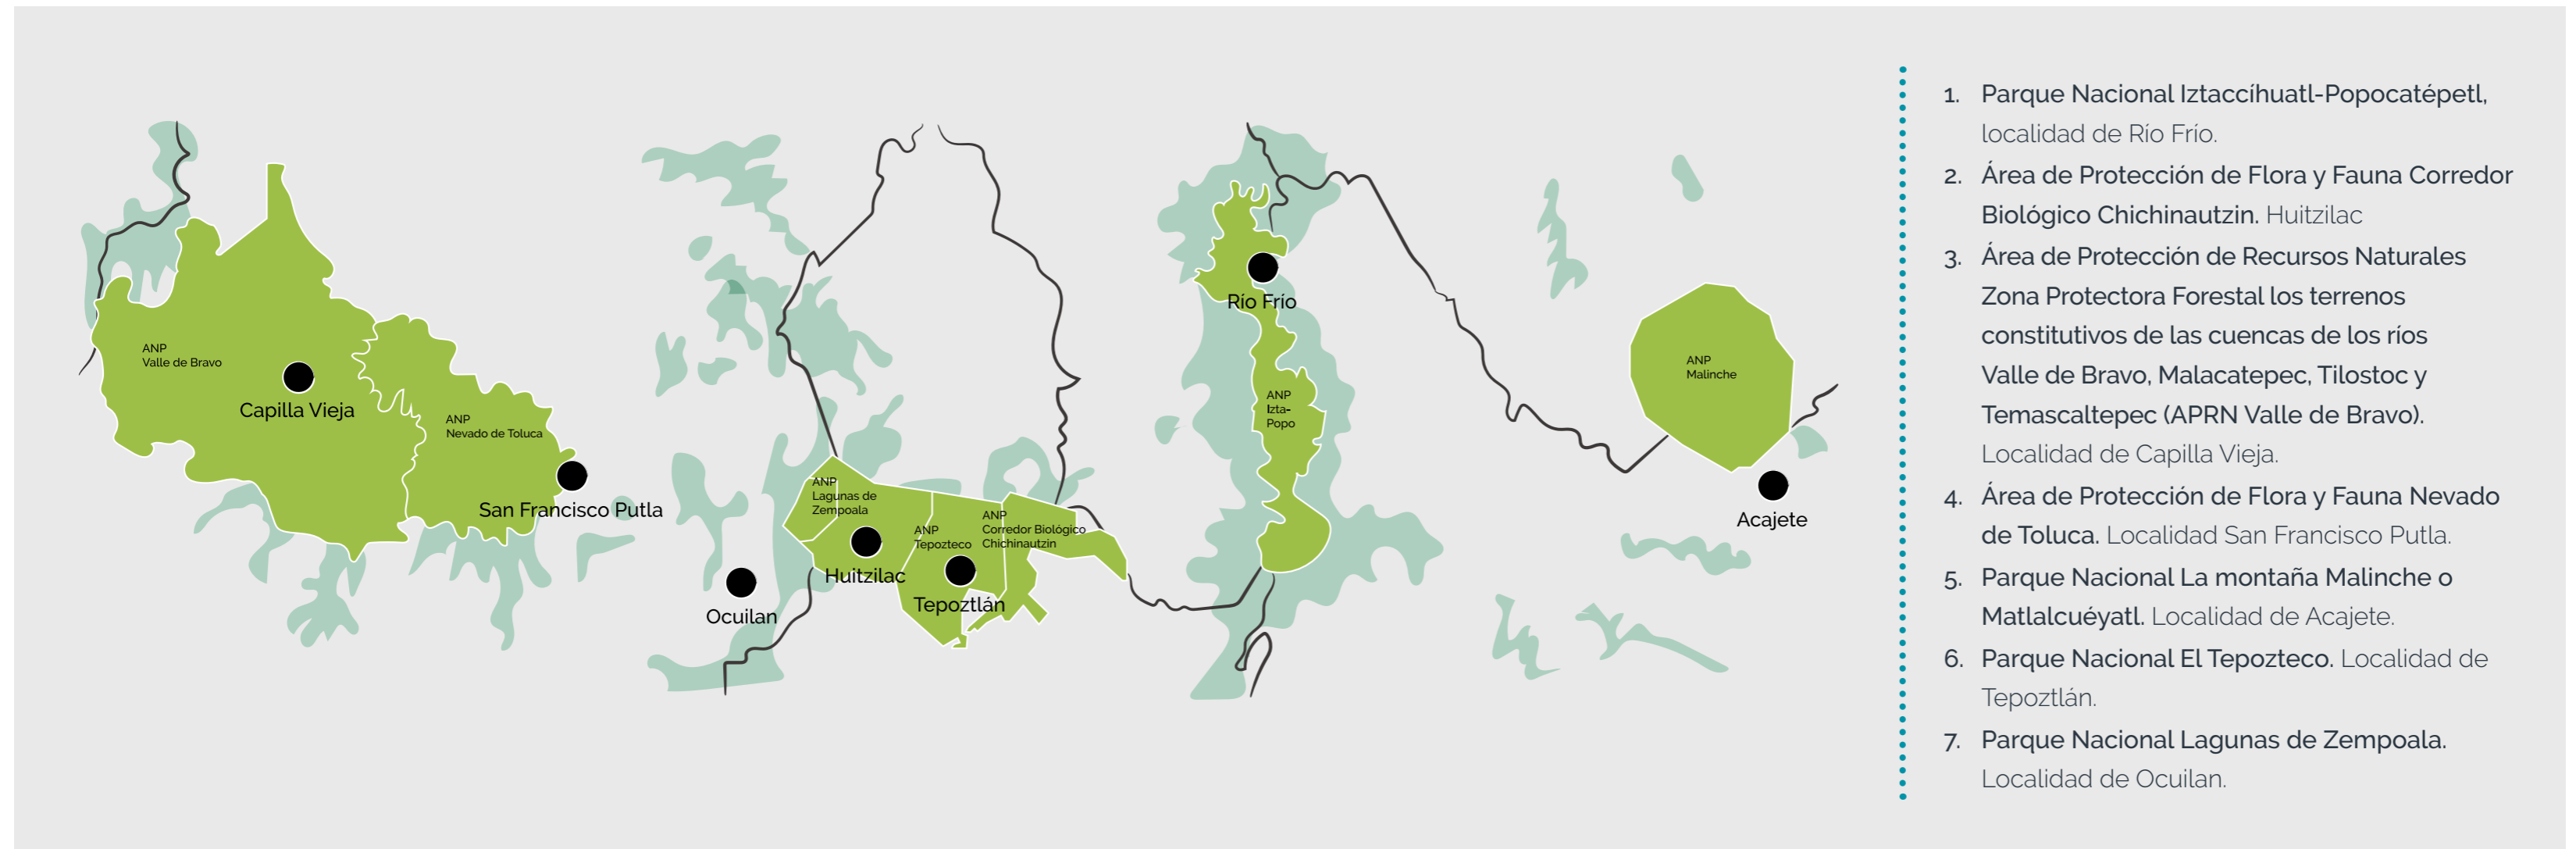 ANP
Valle de Bravo
Capilla Vieja
ANP
Nevado de Toluca
San Francisco Putla
Ocuilan
ANP
Lagunas de
Zempoala
Huitzilac
ANP
Tepozteco
Tepoztlán
ANP
Corredor Biológico
Chichinautzin
Río Frío
ANP
Izta-
Popo
ANP
Malinche
Acajete
1. Parque Nacional Iztaccíhuatl-Popocatépetl,
localidad de Río Frío.
2. Área de Protección de Flora y Fauna Corredor
Biológico Chichinautzin. Huitzilac
3. Área de Protección de Recursos Naturales
Zona Protectora Forestal los terrenos
constitutivos de las cuencas de los ríos
Valle de Bravo, Malacatepec, Tilostoc y
Temascaltepec (APRN Valle de Bravo).
Localidad de Capilla Vieja.
4. Área de Protección de Flora y Fauna Nevado
de Toluca. Localidad San Francisco Putla.
5. Parque Nacional La montaña Malinche o
Matlalcuéyatl. Localidad de Acajete.
6. Parque Nacional El Tepozteco. Localidad de
Tepoztlán.
7. Parque Nacional Lagunas de Zempoala.
Localidad de Ocuilan.